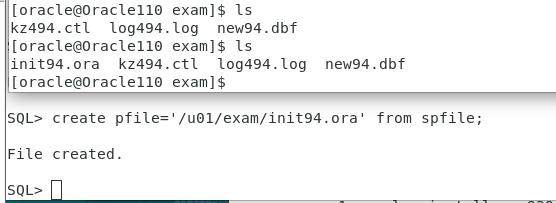 [oracle@Oracle110 exam]$ ls
kz494.ctl  log494.log  new94.dbf
[oracle@Oracle110 exam]$ ls
init94.ora  kz494.ctl  log494.log  new94.dbf
[oracle@Oracle110 exam]$
SQL> create pfile='/u01/exam/init94.ora' from spfile;
File created.
SQL>